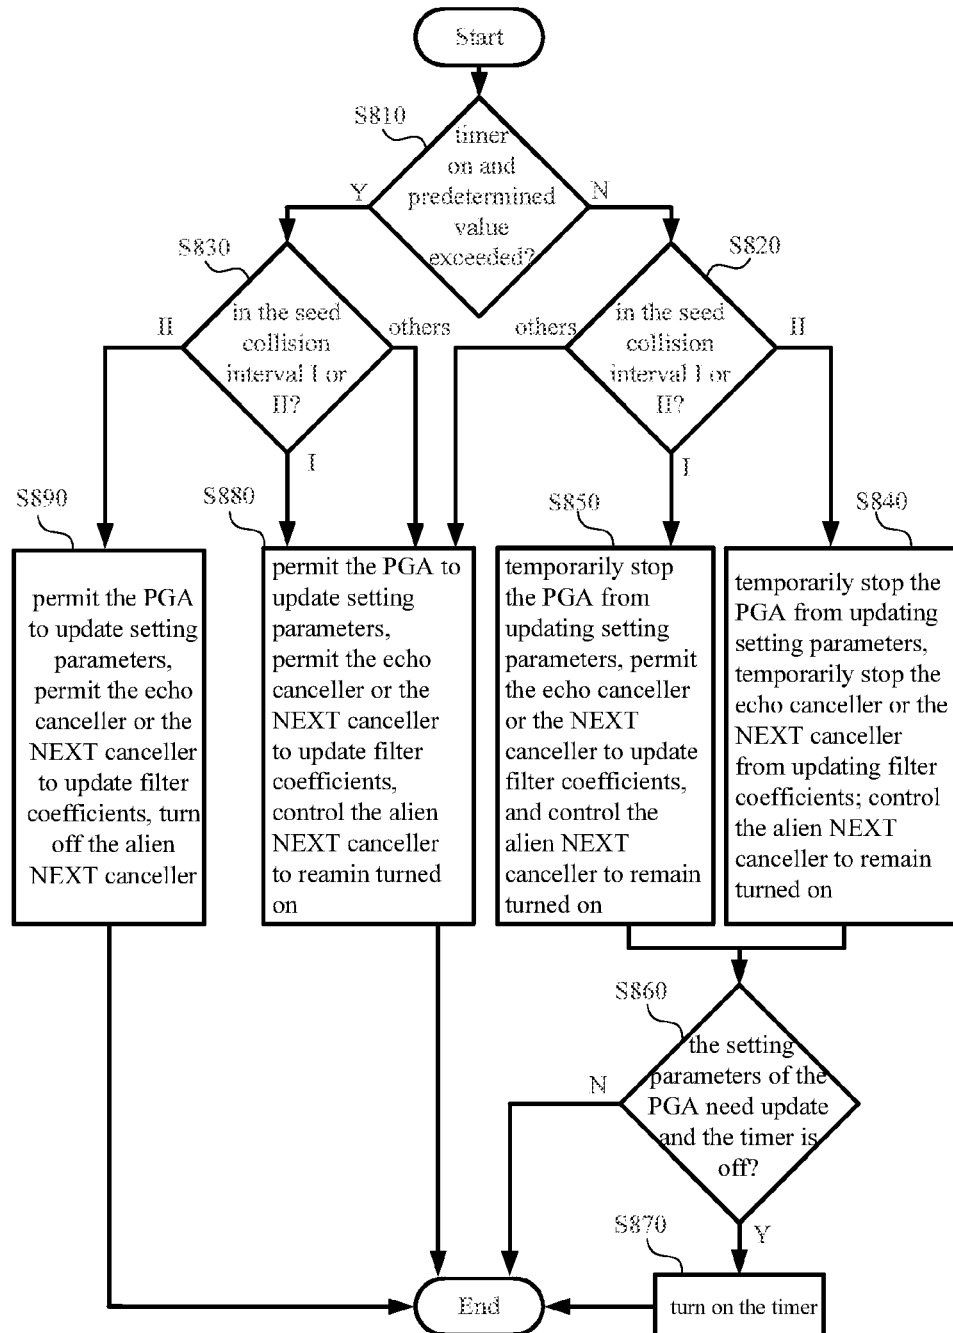 Start
S810
timer
on and
predetermined
value
exceeded?
Y
N
S830
in the seed
collision
interval I or
II?
II
others
I
S820
in the seed
collision
interval I or
II?
others
II
I
S890
permit the PGA
to update setting
parameters,
permit the echo
canceller or the
NEXT canceller
to update filter
coefficients, turn
off the alien
NEXT canceller
S880
permit the PGA to
update setting
parameters,
permit the echo
canceller or the
NEXT canceller
to update filter
coefficients,
control the alien
NEXT canceller
to reamin turned
on
S850
temporarily stop
the PGA from
updating setting
parameters, permit
the echo canceller
or the NEXT
canceller to update
filter coefficients,
and control the
alien NEXT
canceller to remain
turned on
S840
temporarily stop the
PGA from updating
setting parameters,
temporarily stop the
echo canceller or the
NEXT canceller
from updating filter
coefficients; control
the alien NEXT
canceller to remain
turned on
S860
the setting
parameters of the
PGA need update
and the timer is
off?
N
Y
S870
turn on the timer
End